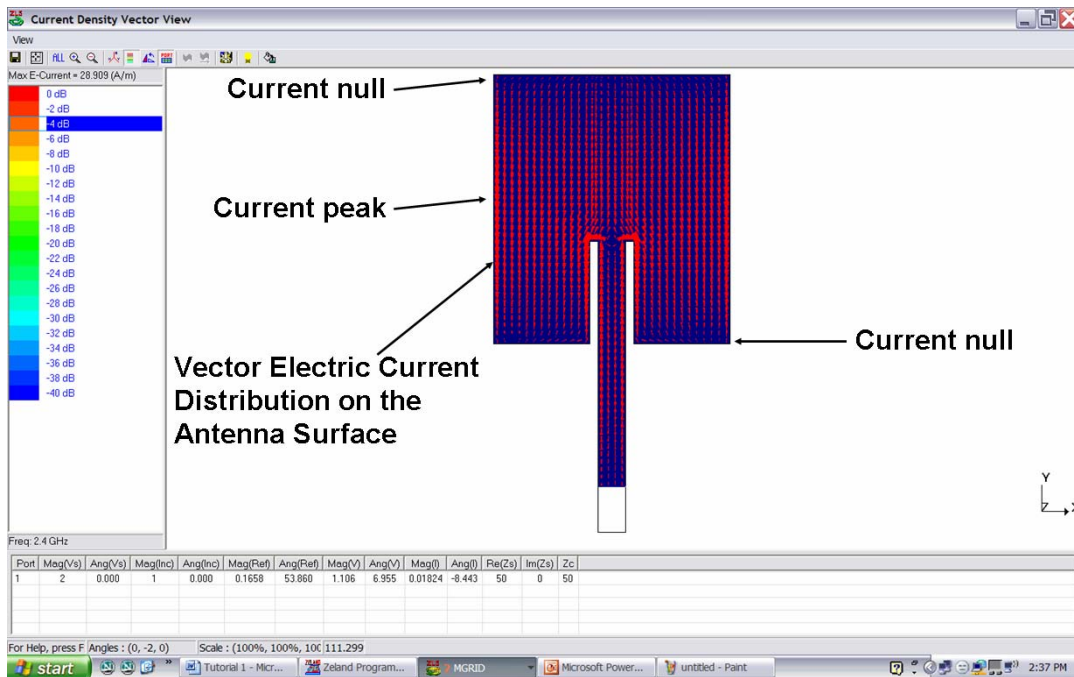 Current Density Vector View
View
ALL
Max E-Current = 28.909 (A/m)
0 dB
-2 dB
-4 dB
-6 dB
-8 dB
-10 dB
-12 dB
-14 dB
-16 dB
-18 dB
-20 dB
-22 dB
-24 dB
-26 dB
-28 dB
-30 dB
-32 dB
-34 dB
-36 dB
-38 dB
-40 dB
Freq: 2.4 GHz
Current null
Current peak
Vector Electric Current
Distribution on the
Antenna Surface
Current null
Y
Z X
Port Mag(Vs) Ang(Vs) Mag(Inc) Ang(Inc) Mag(Ref) Ang(Ref) Mag(V) Ang(V) Mag(I) Ang(I) Re(Zs) Im(Zs) Zc
1 2 0.000 1 0.000 0.1658 53.860 1.106 6.955 0.01824 -8.443 50 0 50
For Help, press F Angles : (0, -2, 0) Scale : (100%, 100%, 100 111.299
start » Tutorial 1 - Micr... Zeland Program... 2 MGRID Microsoft Power... untitled - Paint 2:37 PM